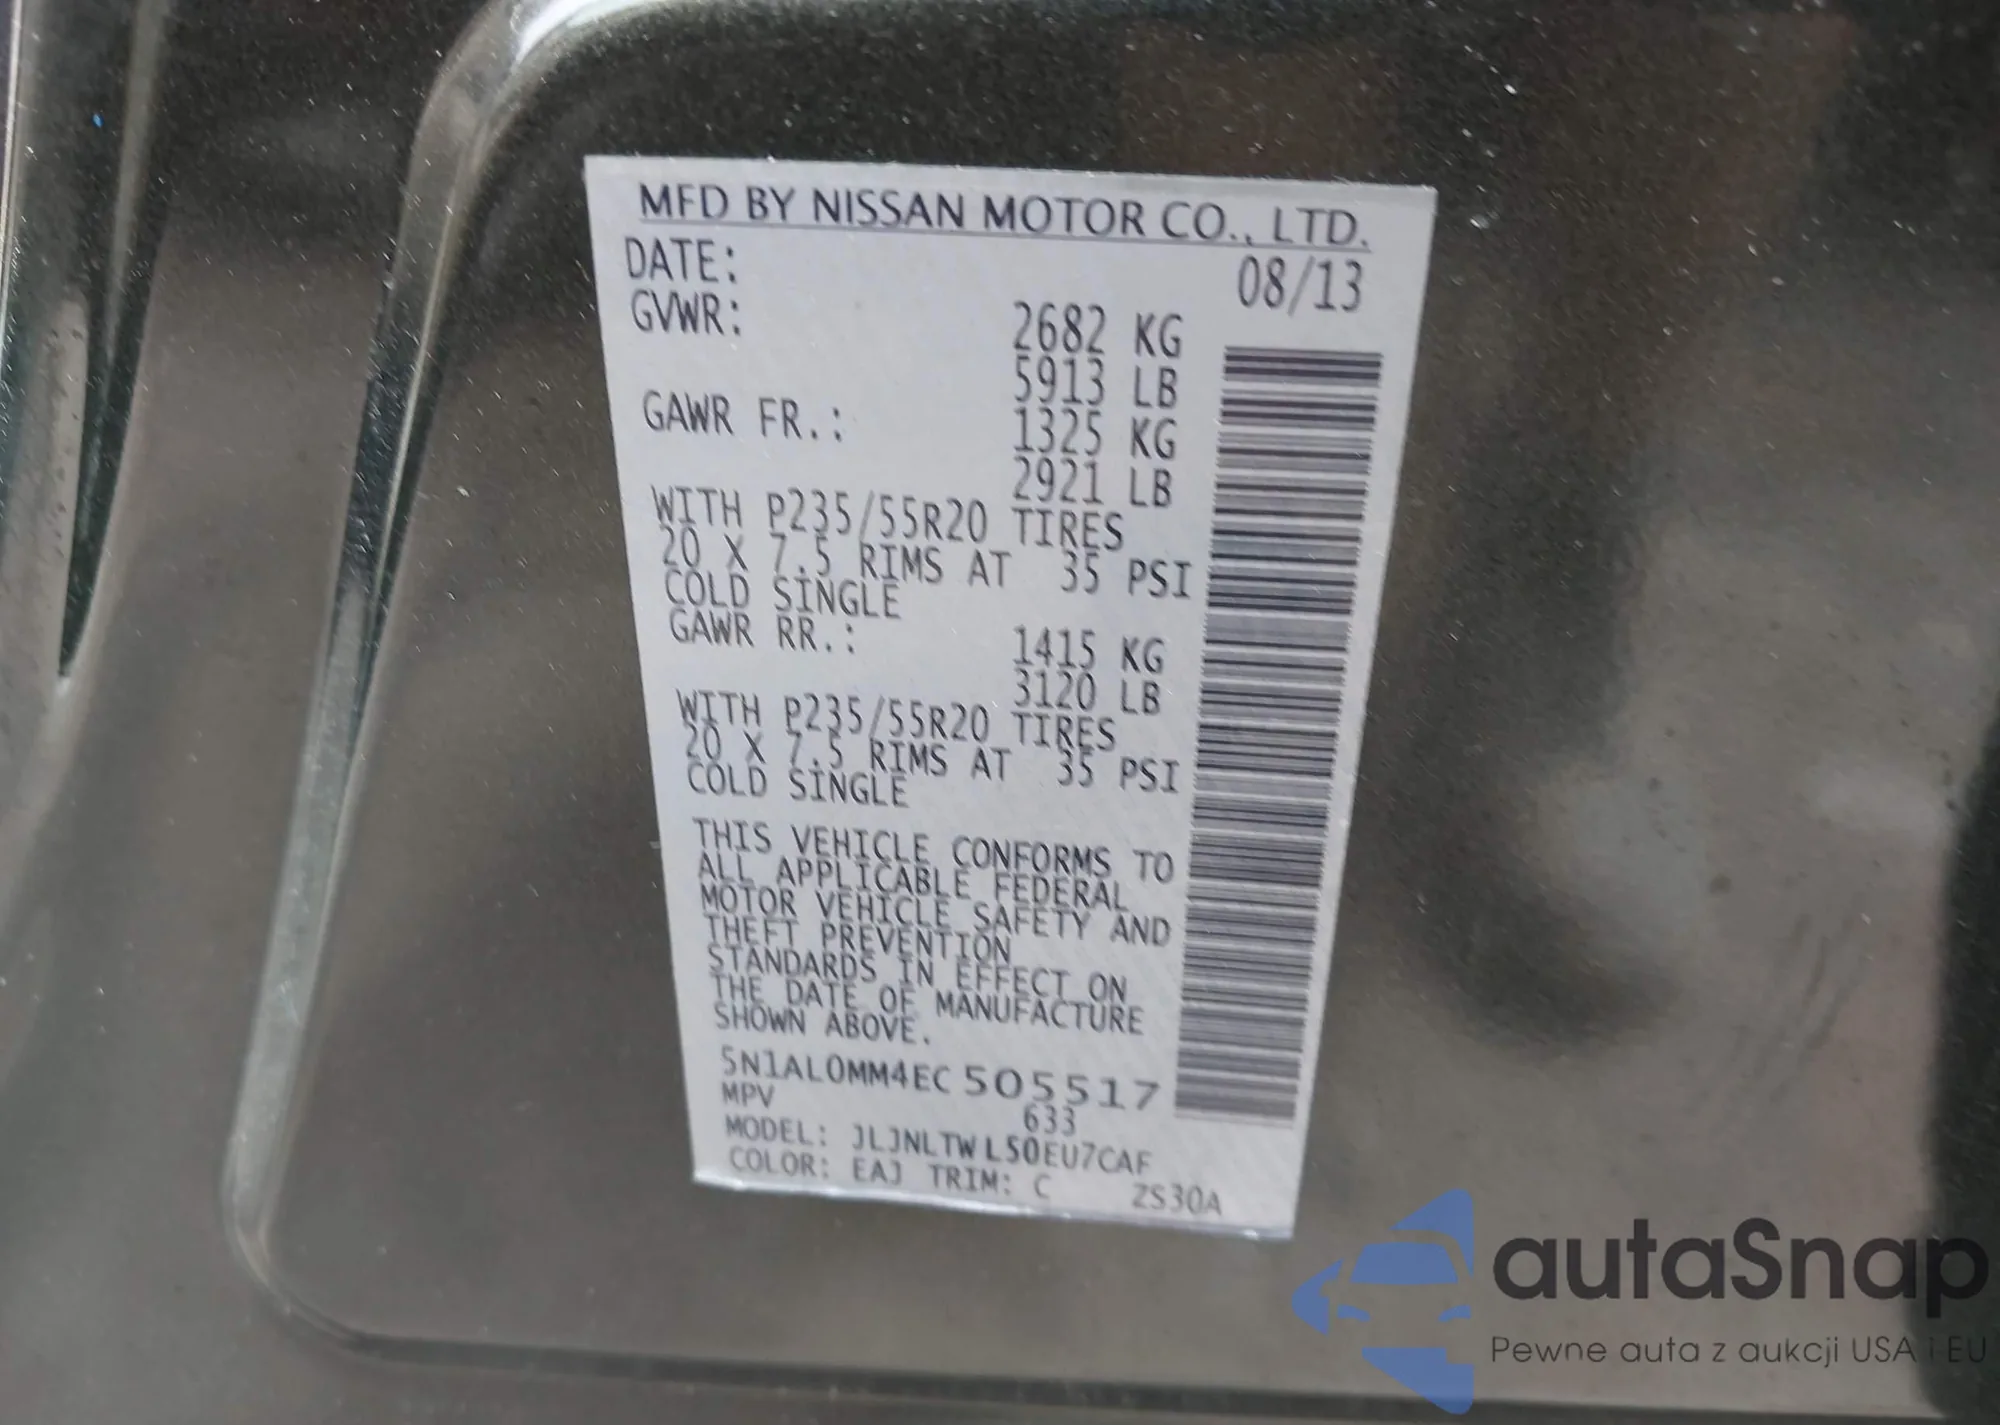 MFD BY NISSAN MOTOR CO., LTD.
DATE: 08/13
GVWR: 2682 KG
5913 LB
GAWR FR.: 1325 KG
2921 LB
WITH P235/55R20 TIRES
20 X 7.5 RIMS AT 35 PSI
COLD SINGLE
GAWR RR.: 1415 KG
3120 LB
WITH P235/55R20 TIRES
20 X 7.5 RIMS AT 35 PSI
COLD SINGLE
THIS VEHICLE CONFORMS TO
ALL APPLICABLE FEDERAL
MOTOR VEHICLE SAFETY AND
THEFT PREVENTION
STANDARDS IN EFFECT ON
THE DATE OF MANUFACTURE
SHOWN ABOVE.
5N1AL0MM4EC 505517
MPV 633
MODEL: JLJNLTW L50EU7CAF
COLOR: EAJ TRIM: C ZS30A
autaSnap
Pewne auta z aukcji USA i EU